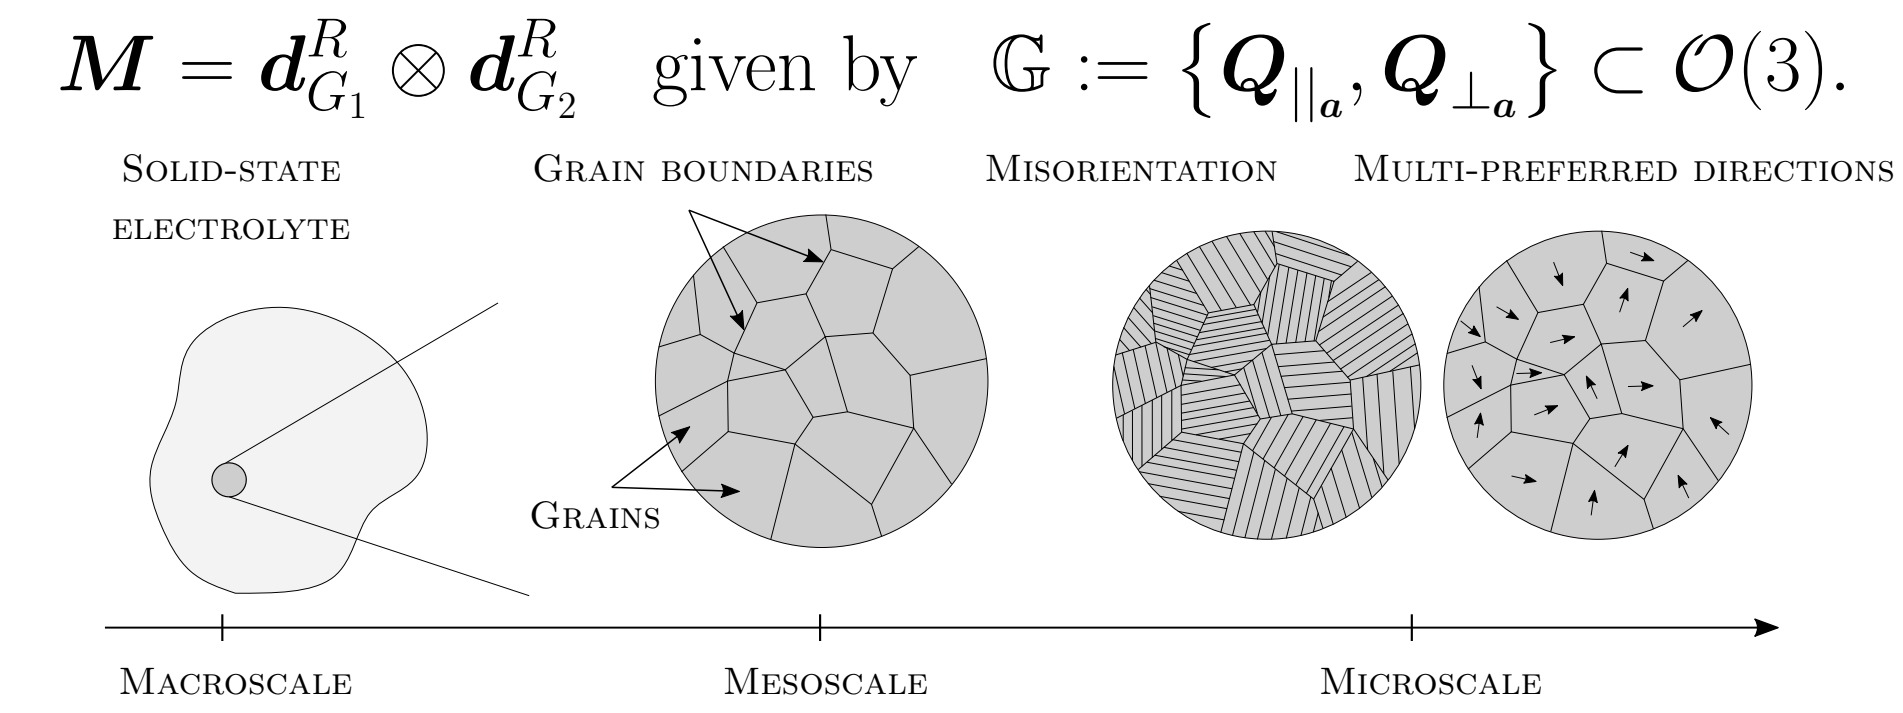 M = d^R_{G_1} ⊗ d^R_{G_2} given by 𝔾 := {Q_{||_a}, Q_{⊥_a}} ⊂ 𝒪(3).
Solid-state
electrolyte
Grain boundaries
Misorientation
Multi-preferred directions
Grains
Macroscale
Mesoscale
Microscale